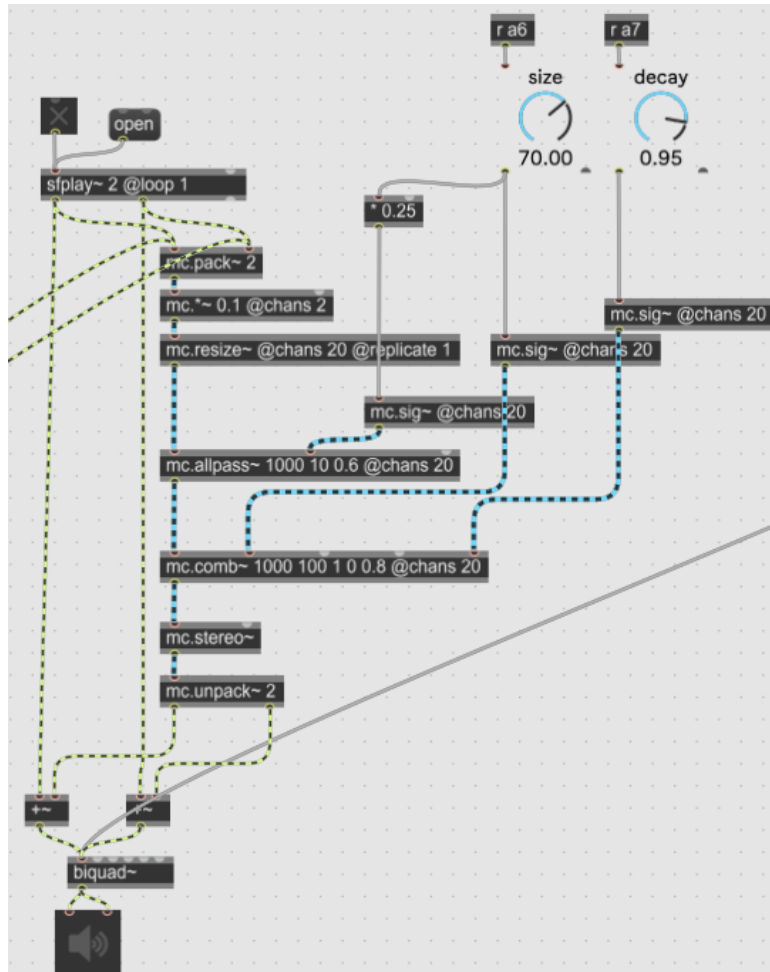 r a6
r a7
size
decay
open
70.00
0.95
sfplay~ 2 @loop 1
* 0.25
mc.pack~ 2
mc.*~ 0.1 @chans 2
mc.sig~ @chans 20
mc.resize~ @chans 20 @replicate 1
mc.sig~ @chans 20
mc.sig~ @chans 20
mc.allpass~ 1000 10 0.6 @chans 20
mc.comb~ 1000 100 1 0 0.8 @chans 20
mc.stereo~
mc.unpack~ 2
+~
+~
biquad~